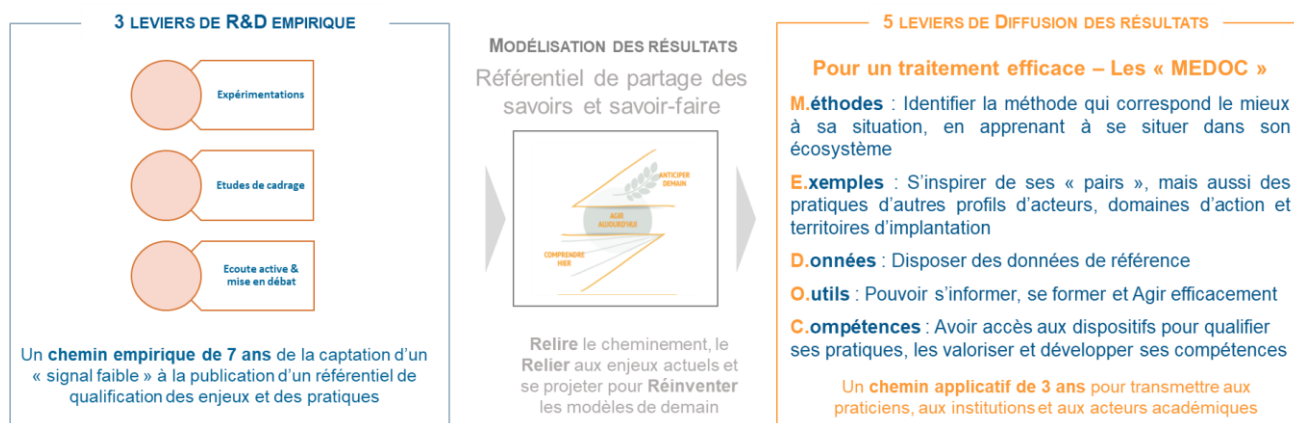 3 LEVIERS DE R&D EMPIRIQUE
Expérimentations
Etudes de cadrage
Ecoute active &
mise en débat
Un chemin empirique de 7 ans de la captation d'un
« signal faible » à la publication d'un référentiel de
qualification des enjeux et des pratiques
MODÉLISATION DES RÉSULTATS
Référentiel de partage des
savoirs et savoir-faire
ANTICIPER
DEMAIN
AGIR
AUJOURD'HUI
COMPRENDRE
HIER
Relire le cheminement, le
Relier aux enjeux actuels et
se projeter pour Réinventer
les modèles de demain
5 LEVIERS DE DIFFUSION DES RÉSULTATS
Pour un traitement efficace – Les « MEDOC »
M.éthodes : Identifier la méthode qui correspond le mieux
à sa situation, en apprenant à se situer dans son
écosystème
E.xemples : S'inspirer de ses « pairs », mais aussi des
pratiques d'autres profils d'acteurs, domaines d'action et
territoires d'implantation
D.onnées : Disposer des données de référence
O.utils : Pouvoir s'informer, se former et Agir efficacement
C.ompétences : Avoir accès aux dispositifs pour qualifier
ses pratiques, les valoriser et développer ses compétences
Un chemin applicatif de 3 ans pour transmettre aux
praticiens, aux institutions et aux acteurs académiques